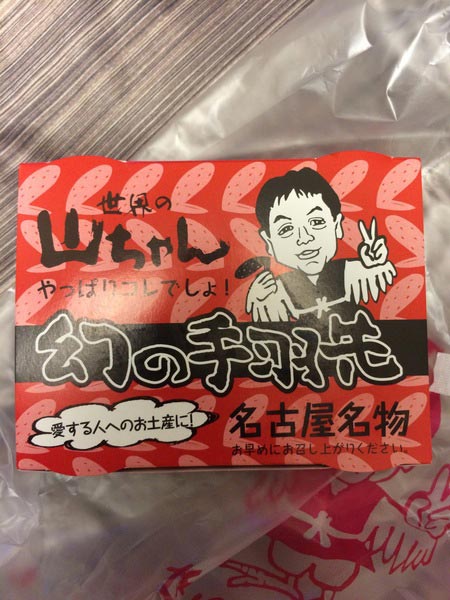 世界の
山ちゃん
やっぱりコレでしょ!
幻の手羽先
愛する人へのお土産に!
名古屋名物
お早めにお召し上がりください。